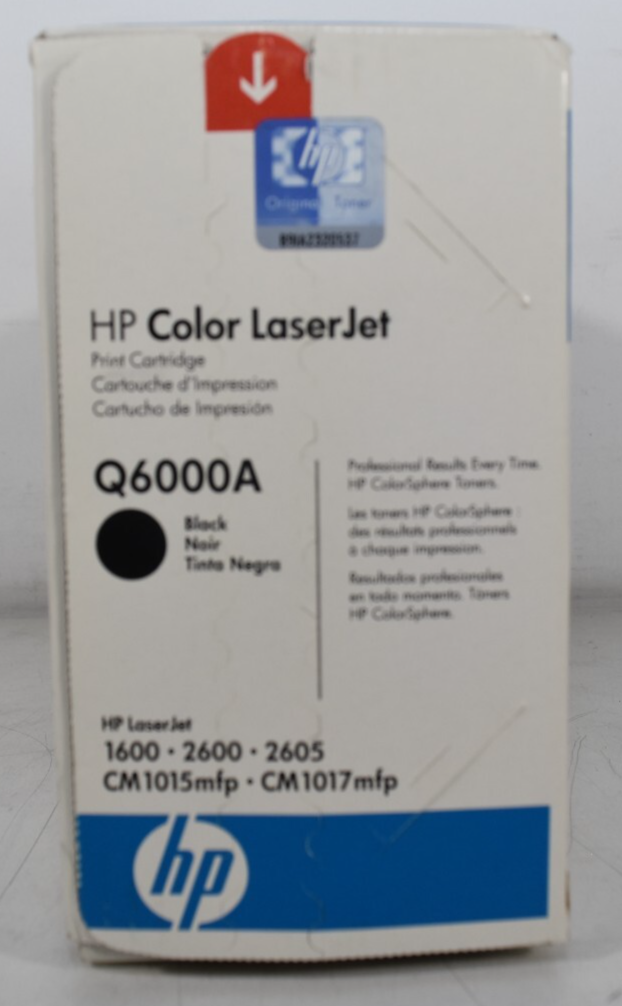 hp
Original Toner
HP Color LaserJet
Print Cartridge
Cartouche d'Impression
Cartucho de Impresión
Q6000A
Black
Noir
Tinta Negra
Professional Results Every Time.
HP ColorSphere Toners.
Les toners HP ColorSphere :
des résultats professionnels
à chaque impression.
Resultados profesionales
en todo momento. Tóners
HP ColorSphere.
HP LaserJet
1600 · 2600 · 2605
CM1015mfp · CM1017mfp
hp